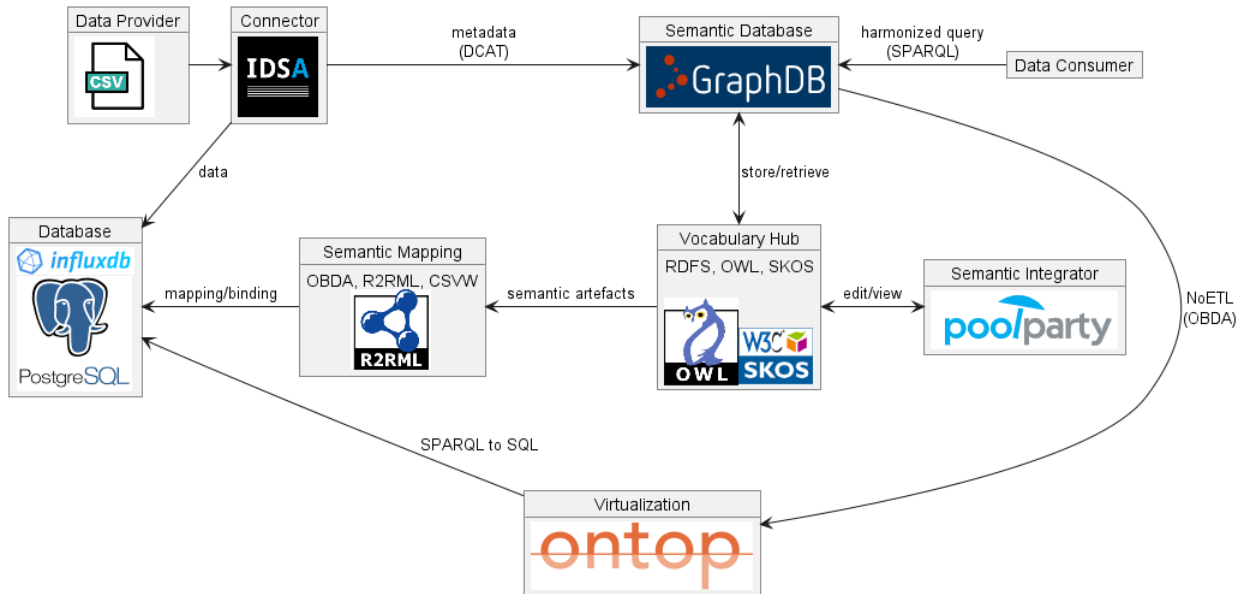 Data Provider
CSV
Connector
IDSA
metadata
(DCAT)
Semantic Database
GraphDB
harmonized query
(SPARQL)
Data Consumer
data
store/retrieve
Database
influxdb
PostgreSQL
mapping/binding
Semantic Mapping
OBDA, R2RML, CSVW
R2RML
semantic artefacts
Vocabulary Hub
RDFS, OWL, SKOS
OWL
W3C
SKOS
edit/view
Semantic Integrator
poolparty
NoETL
(OBDA)
SPARQL to SQL
Virtualization
ontop